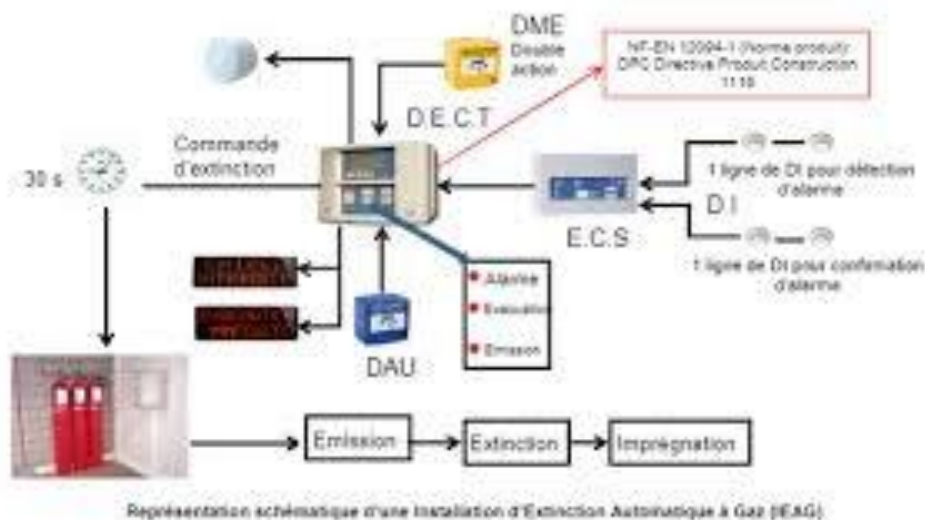 DME
Double
action
NF-EN 12094-1 (Norme produit)
DPC Directive Produit Construction
D.E.C.T
Commande
d'extinction
30 s
1 ligne de DI pour détection
d'alarme
D I
E.C.S
1 ligne de DI pour confirmation
d'alarme
Alarme
Evacuation
Emission
DAU
Emission
Extinction
Imprégnation
Représentation schématique d'une Installation d'Extinction Automatique à Gaz (IEAG)